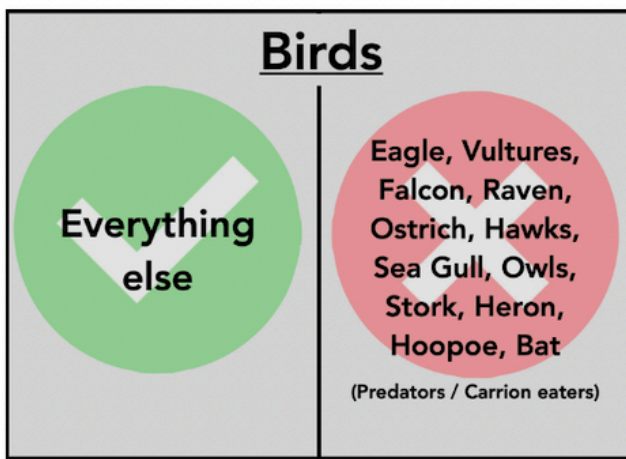 Birds
Everything
else
Eagle, Vultures,
Falcon, Raven,
Ostrich, Hawks,
Sea Gull, Owls,
Stork, Heron,
Hoopoe, Bat
(Predators / Carrion eaters)